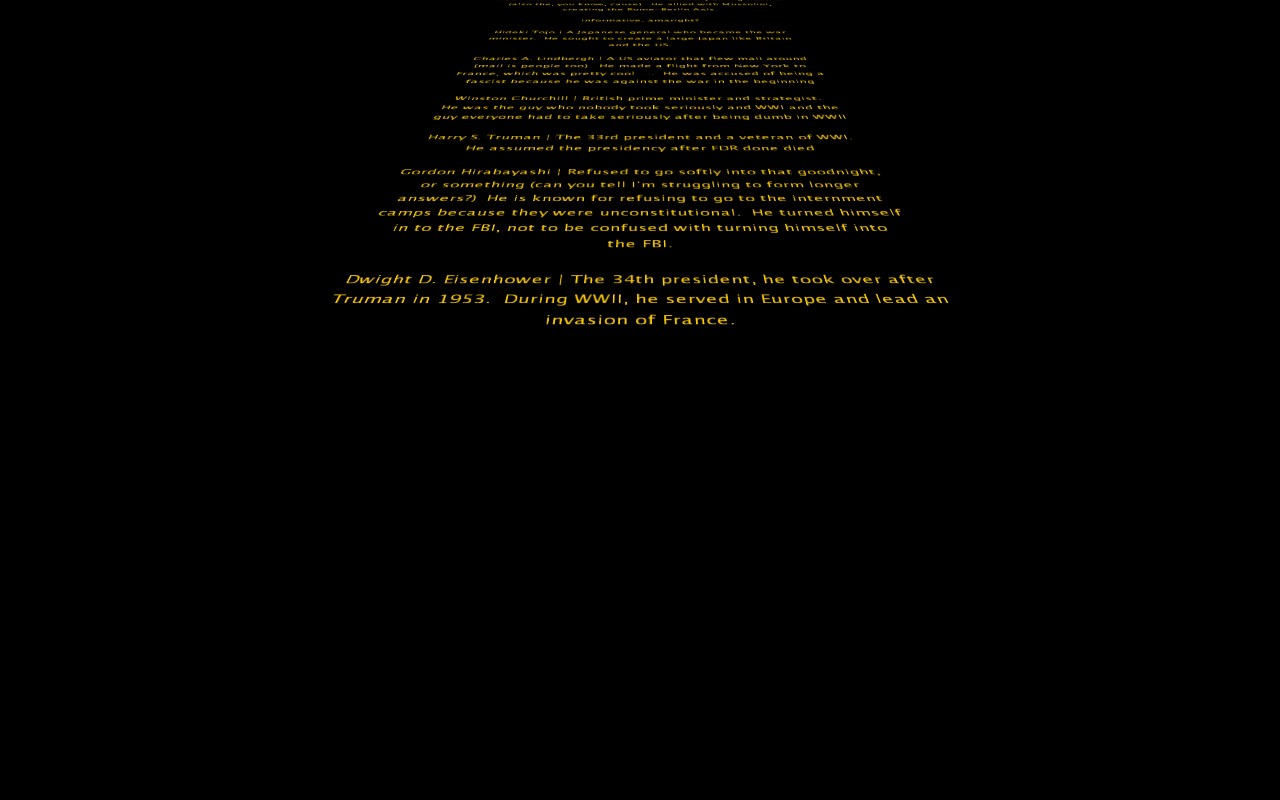 (also the, you know, cause)  He allied with Mussolini,
creating the Rome-Berlin Axis.
informative, amaright?
Hideki Tojo | A Japanese general who became the war
minister.  He sought to create a large Japan like Britain
and the US
Charles A. Lindbergh | A US aviator that flew mail around
(mail is people too)  He made a flight from New York to
France, which was pretty cool  He was accused of being a
fascist because he was against the war in the beginning
Winston Churchill | British prime minister and strategist.
He was the guy who nobody took seriously and WWI and the
guy everyone had to take seriously after being dumb in WWII
Harry S. Truman | The 33rd president and a veteran of WWI.
He assumed the presidency after FDR done died
Gordon Hirabayashi | Refused to go softly into that goodnight,
or something (can you tell I'm struggling to form longer
answers?)  He is known for refusing to go to the internment
camps because they were unconstitutional.  He turned himself
in to the FBI, not to be confused with turning himself into
the FBI.
Dwight D. Eisenhower | The 34th president, he took over after
Truman in 1953.  During WWII, he served in Europe and lead an
invasion of France.